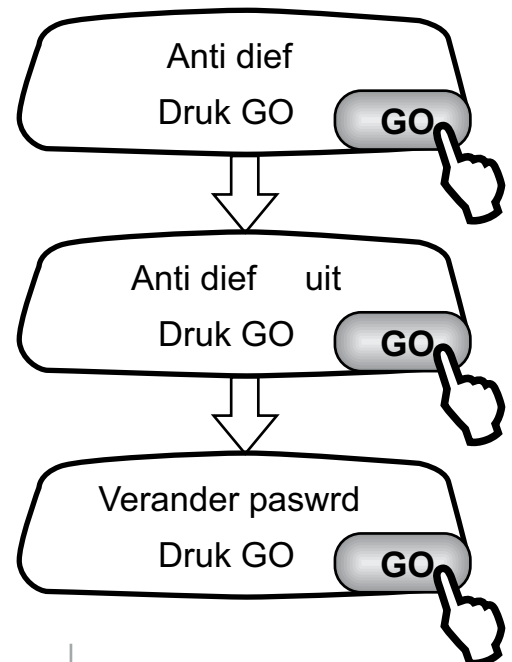 Anti dief
Druk GO GO
Anti dief uit
Druk GO GO
Verander paswrd
Druk GO GO